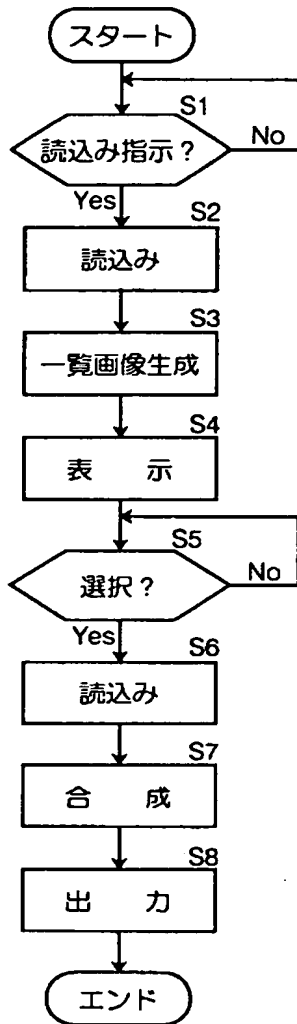 スタート
S1
読込み指示?
No
Yes
S2
読込み
S3
一覧画像生成
S4
表 示
S5
選択?
No
Yes
S6
読込み
S7
合 成
S8
出 力
エンド